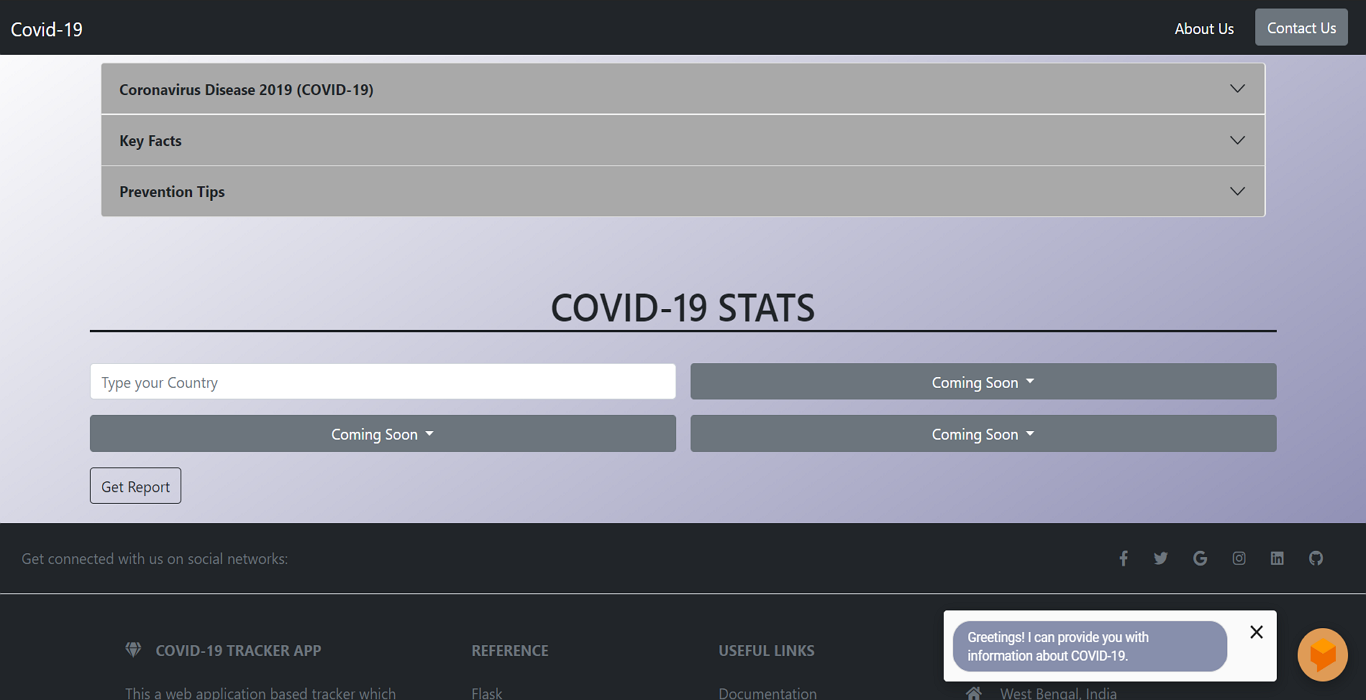 Covid-19
About Us
Contact Us
Coronavirus Disease 2019 (COVID-19)
Key Facts
Prevention Tips
COVID-19 STATS
Type your Country
Coming Soon
Coming Soon
Coming Soon
Get Report
Get connected with us on social networks:
COVID-19 TRACKER APP
REFERENCE
USEFUL LINKS
Greetings! I can provide you with
information about COVID-19.
This a web application based tracker which
Flask
Documentation
West Bengal, India